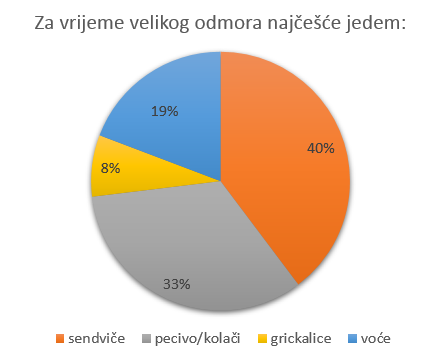 Za vrijeme velikog odmora najčešće jedem:
19%
40%
8%
33%
sendviče pecivo/kolači grickalice voće